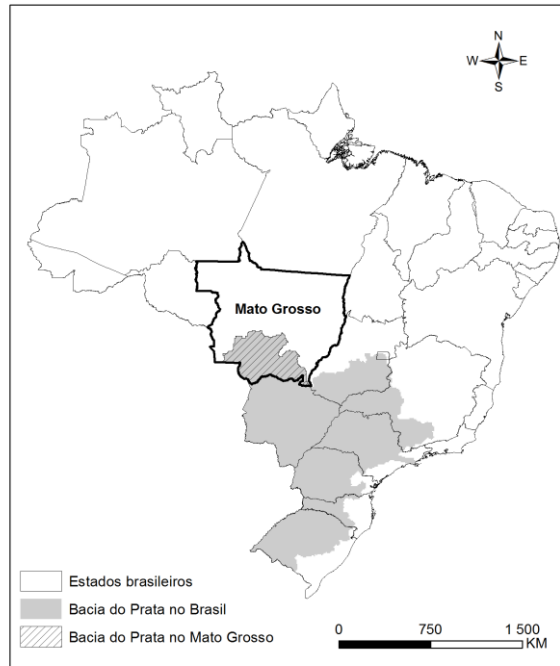 N
W E
S
Mato Grosso
Estados brasileiros
Bacia do Prata no Brasil
Bacia do Prata no Mato Grosso
0 750 1 500
KM